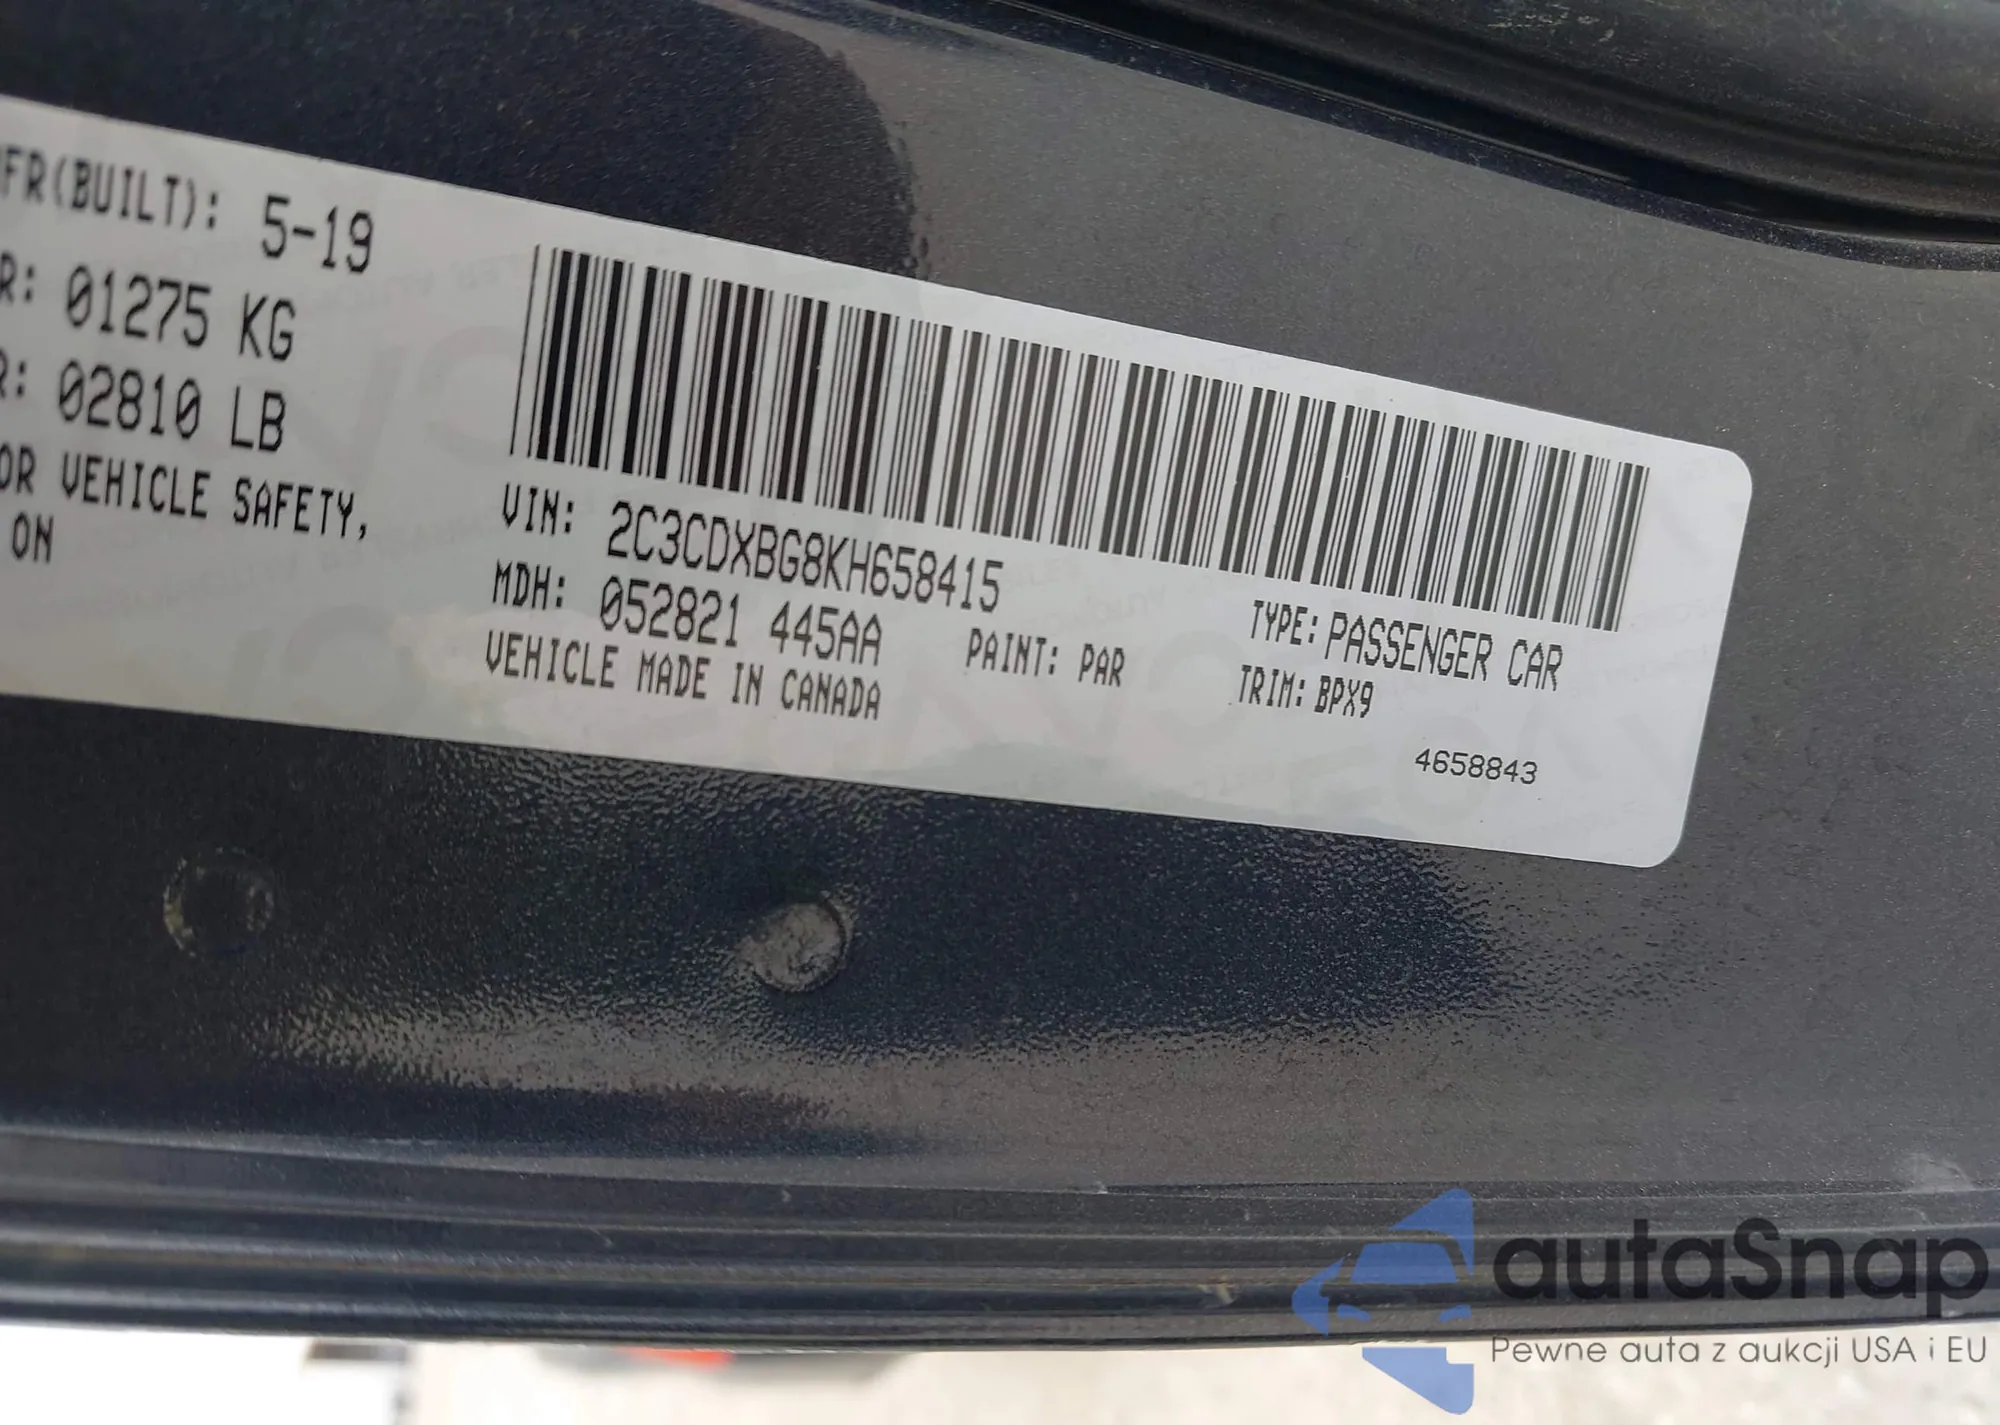 FR(BUILT): 5-19
R: 01275 KG
R: 02810 LB
OR VEHICLE SAFETY,
ON
VIN: 2C3CDXBG8KH658415
MDH: 052821 445AA
PAINT: PAR
TYPE: PASSENGER CAR
VEHICLE MADE IN CANADA
TRIM: BPX9
4658843
autaSnap
Pewne auta z aukcji USA i EU